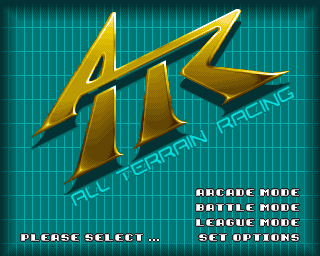 ATR
ALL TERRAIN RACING
ARCADE MODE
BATTLE MODE
LEAGUE MODE
PLEASE SELECT... SET OPTIONS